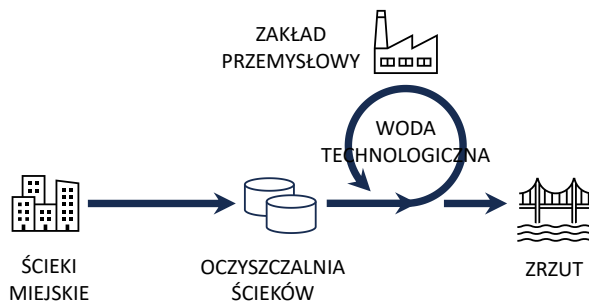 ZAKŁAD
PRZEMYSŁOWY
WODA
TECHNOLOGICZNA
ŚCIEKI
MIEJSKIE
OCZYSZCZALNIA
ŚCIEKÓW
ZRZUT